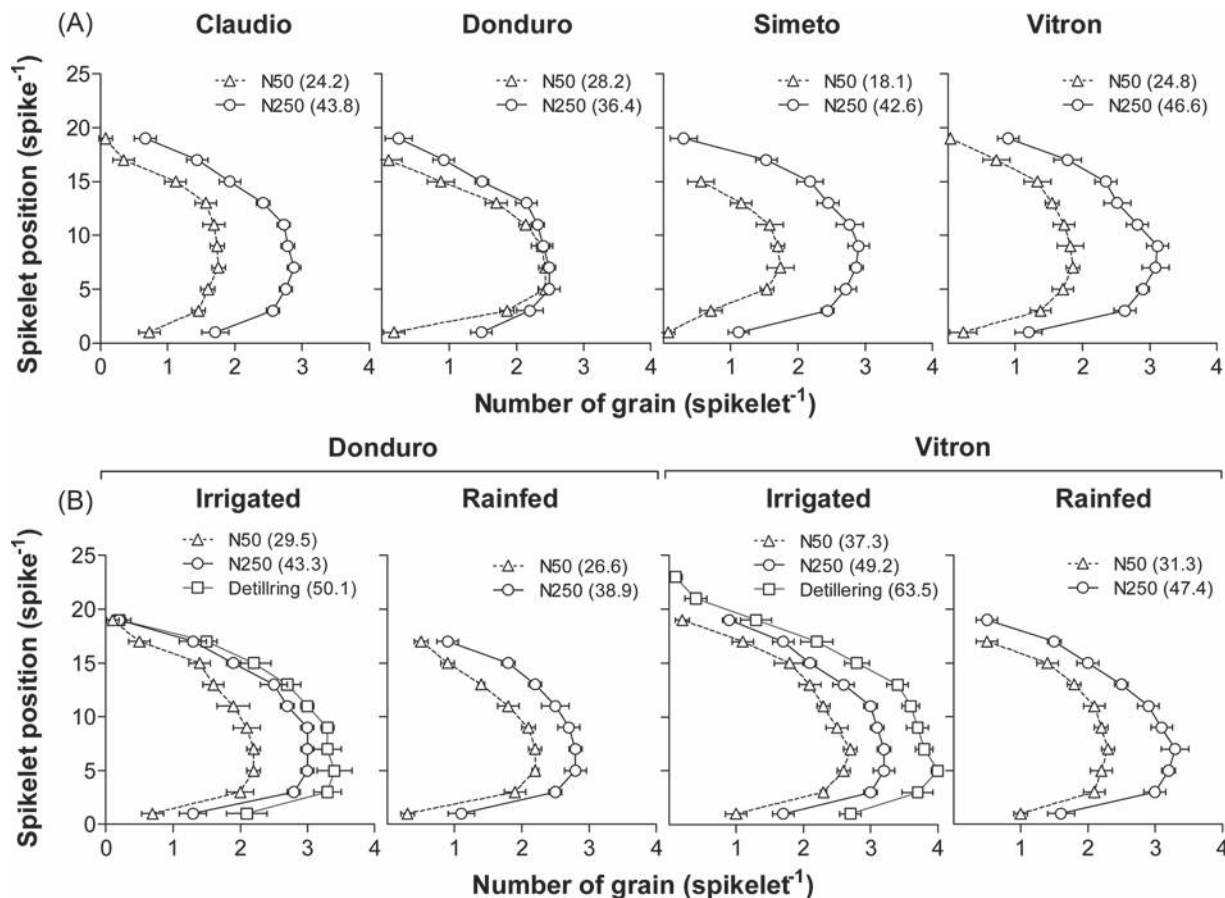 (A)
Claudio Donduro Simeto Vitron
N50 (24.2) N50 (28.2) N50 (18.1) N50 (24.8)
N250 (43.8) N250 (36.4) N250 (42.6) N250 (46.6)
Spikelet position (spike⁻¹)
25
20
15
10
5
0
0 1 2 3 4 1 2 3 4 1 2 3 4 1 2 3 4
Number of grain (spikelet⁻¹)
Donduro Vitron
(B)
Irrigated Rainfed Irrigated Rainfed
N50 (29.5) N50 (26.6) N50 (37.3) N50 (31.3)
N250 (43.3) N250 (38.9) N250 (49.2) N250 (47.4)
Detillring (50.1) Detillering (63.5)
Spikelet position (spike⁻¹)
25
20
15
10
5
0
0 1 2 3 4 1 2 3 4 1 2 3 4 1 2 3 4
Number of grain (spikelet⁻¹) Number of grain (spikelet⁻¹)